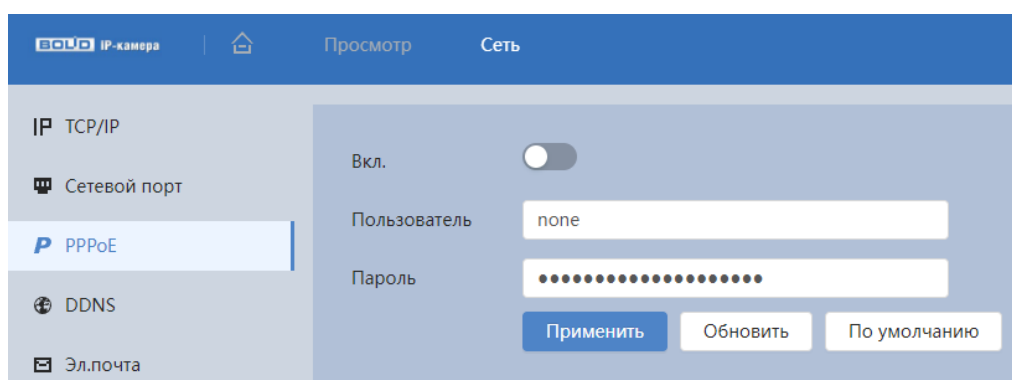 BOLID IP-камера Просмотр Сеть
TCP/IP
Сетевой порт
PPPoE
DDNS
Эл.почта
Вкл.
Пользователь none
Пароль ••••••••••••••••••••
Применить Обновить По умолчанию